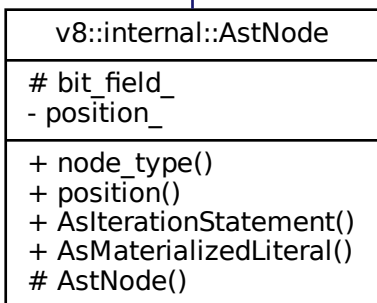 v8::internal::AstNode
# bit_field_
- position_
+ node_type()
+ position()
+ AsIterationStatement()
+ AsMaterializedLiteral()
# AstNode()